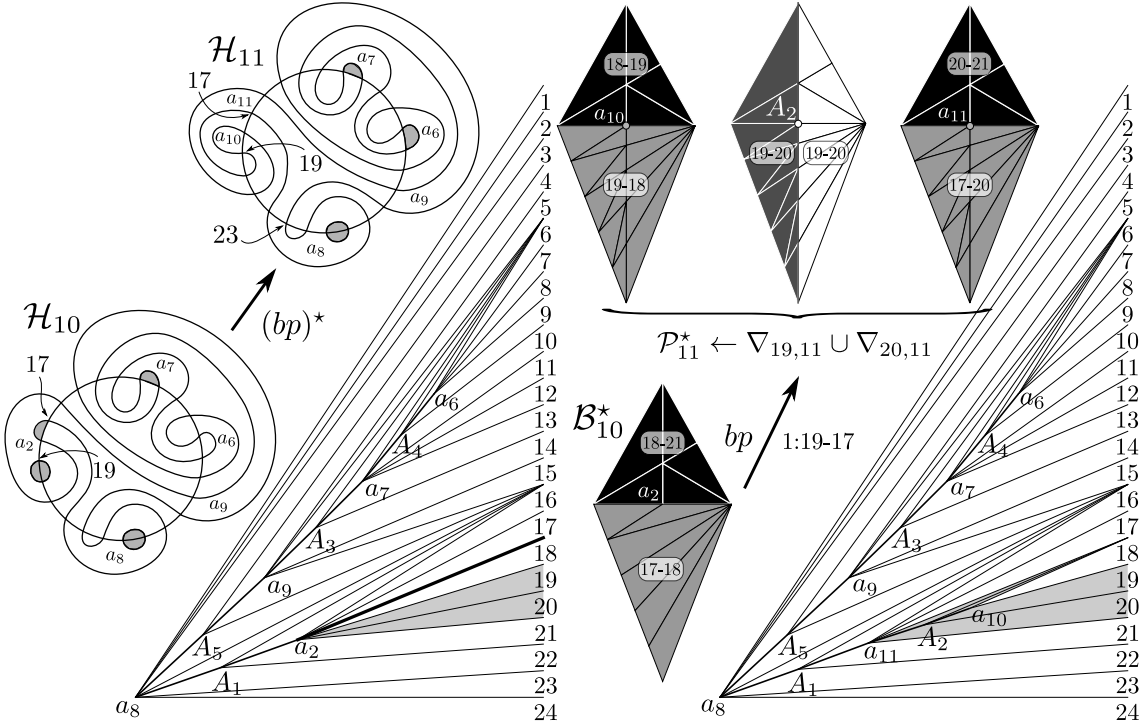 ℋ₁₁
17
a₁₁
a₁₀
19
23
a₇
a₆
a₉
a₈
(bp)⋆
ℋ₁₀
17
a₂
19
a₇
a₆
a₉
a₈
1
2
3
4
5
6
7
8
9
10
11
12
13
14
15
16
17
18
19
20
21
22
23
24
a₆
A₄
a₇
A₃
a₉
A₅
a₂
A₁
a₈
18-19
a₁₀
19-18
A₂
19-20 19-20
20-21
a₁₁
17-20
𝒫⋆₁₁ ← ∇₁₉,₁₁ ∪ ∇₂₀,₁₁
ℬ⋆₁₀
bp 1:19-17
18-21
a₂
17-18
1
2
3
4
5
6
7
8
9
10
11
12
13
14
15
16
17
18
19
20
21
22
23
24
a₆
A₄
a₇
A₃
a₉
a₁₀
A₅
A₂
a₁₁
A₁
a₈